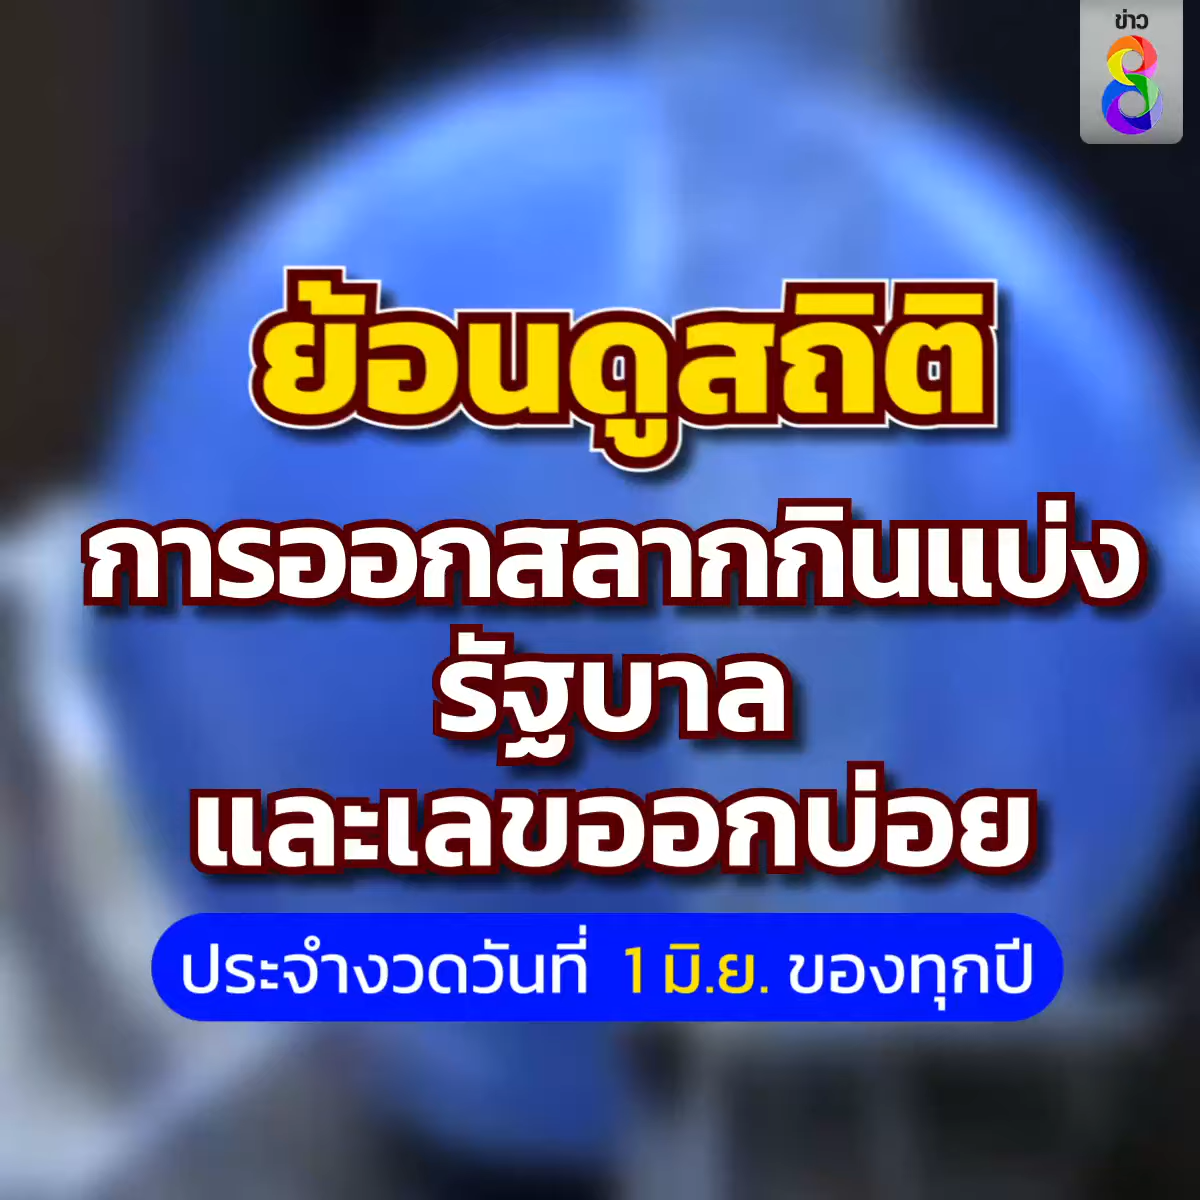 ข่าว
8
ย้อนดูสถิติ
การออกสลากกินแบ่ง
รัฐบาล
และเลขออกบ่อย
ประจำงวดวันที่ 1 มิ.ย. ของทุกปี